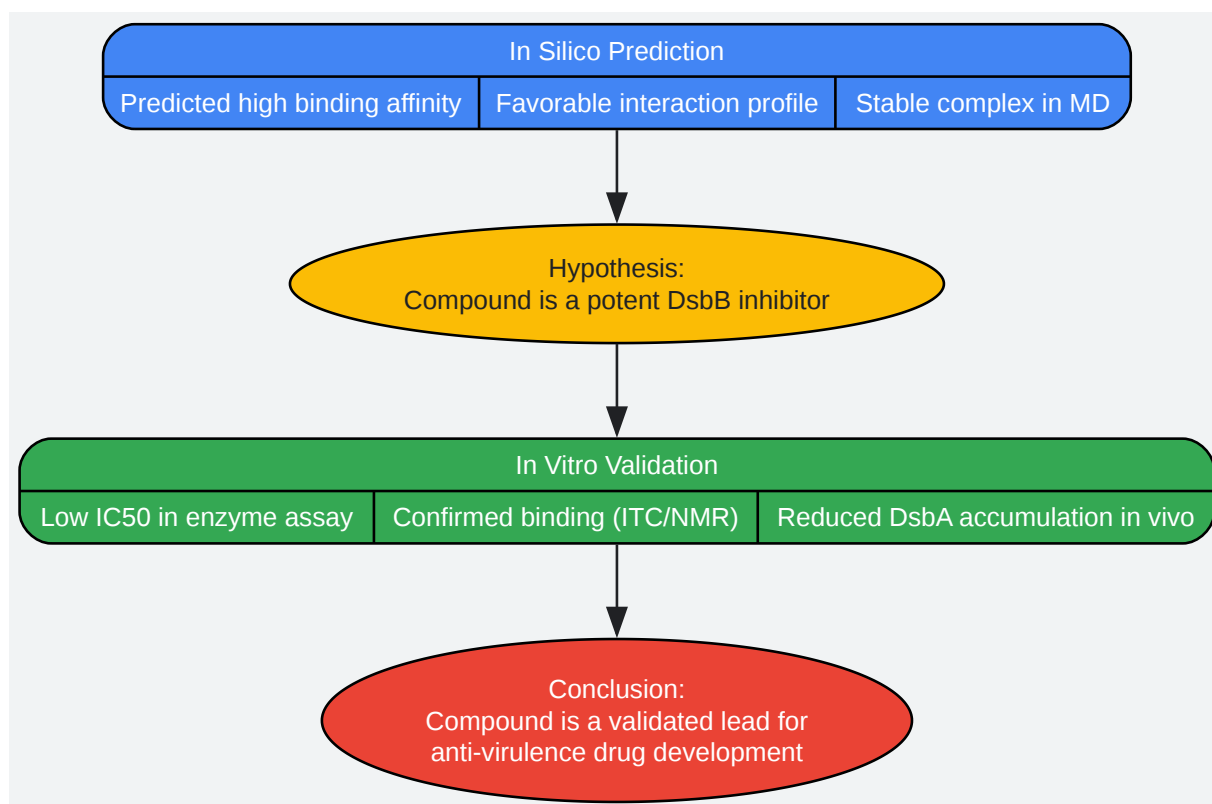 In Silico Prediction
Predicted high binding affinity
Favorable interaction profile
Stable complex in MD
Hypothesis:
Compound is a potent DsbB inhibitor
In Vitro Validation
Low IC50 in enzyme assay
Confirmed binding (ITC/NMR)
Reduced DsbA accumulation in vivo
Conclusion:
Compound is a validated lead for
anti-virulence drug development